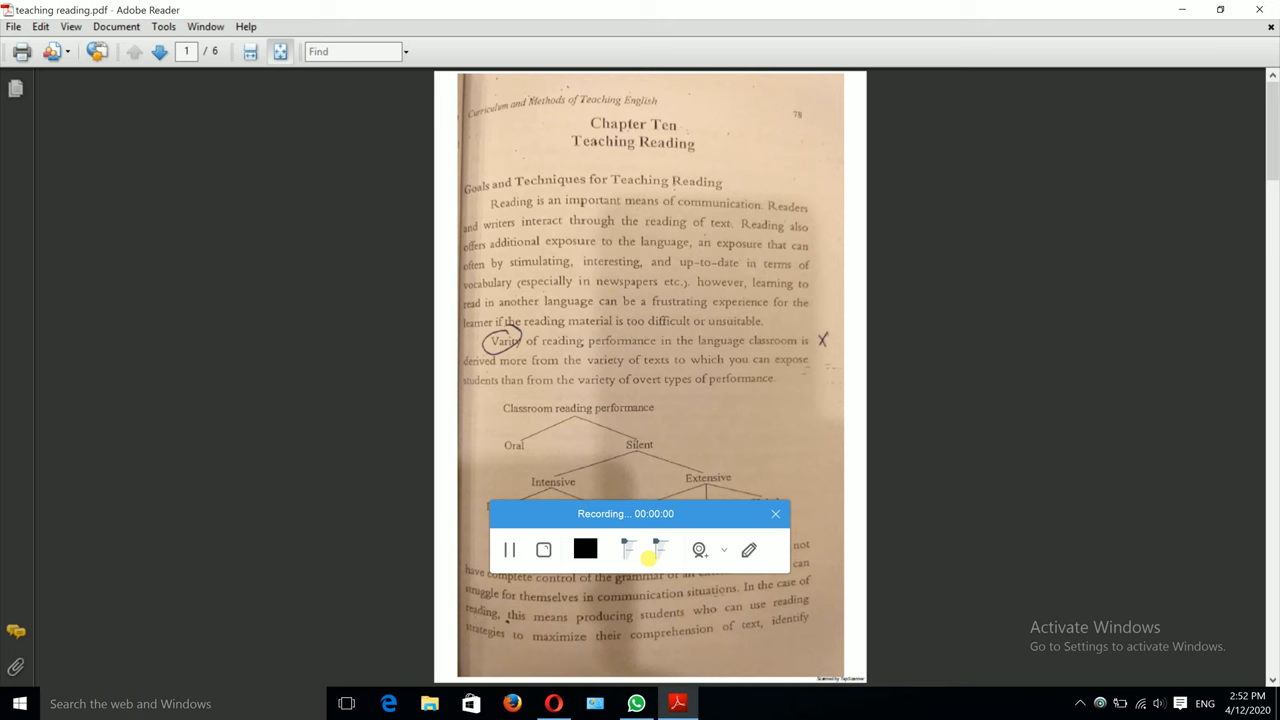 teaching reading.pdf - Adobe Reader
File Edit View Document Tools Window Help
1 / 6 Find
Curriculum and Methods of Teaching English
78
Chapter Ten
Teaching Reading
Goals and Techniques for Teaching Reading
Reading is an important means of communication. Readers
and writers interact through the reading of text. Reading also
offers additional exposure to the language, an exposure that can
often by stimulating, interesting, and up-to-date in terms of
vocabulary (especially in newspapers etc.). however, learning to
read in another language can be a frustrating experience for the
learner if the reading material is too difficult or unsuitable.
Varity of reading performance in the language classroom is X
derived more from the variety of texts to which you can expose
students than from the variety of overt types of performance.
Classroom reading performance
Oral Silent
Intensive Extensive
Recording... 00:00:00
not
have complete control of the grammar or an can
struggle for themselves in communication situations. In the case of
reading, this means producing students who can use reading
strategies to maximize their comprehension of text, identify
Scanned by TapScanner
Activate Windows
Go to Settings to activate Windows.
Search the web and Windows
ENG
2:52 PM
4/12/2020